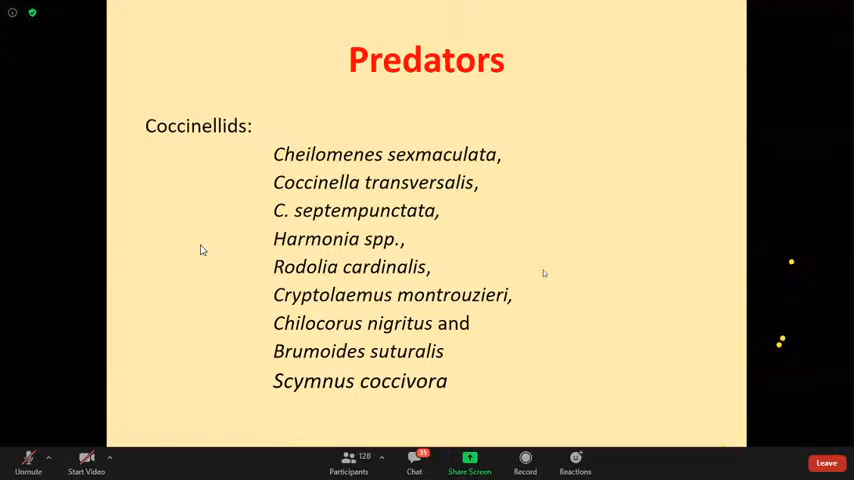 Predators
Coccinellids:
Cheilomenes sexmaculata,
Coccinella transversalis,
C. septempunctata,
Harmonia spp.,
Rodolia cardinalis,
Cryptolaemus montrouzieri,
Chilocorus nigritus and
Brumoides suturalis
Scymnus coccivora
128
35
Unmute
Start Video
Participants
Chat
Share Screen
Record
Reactions
Leave